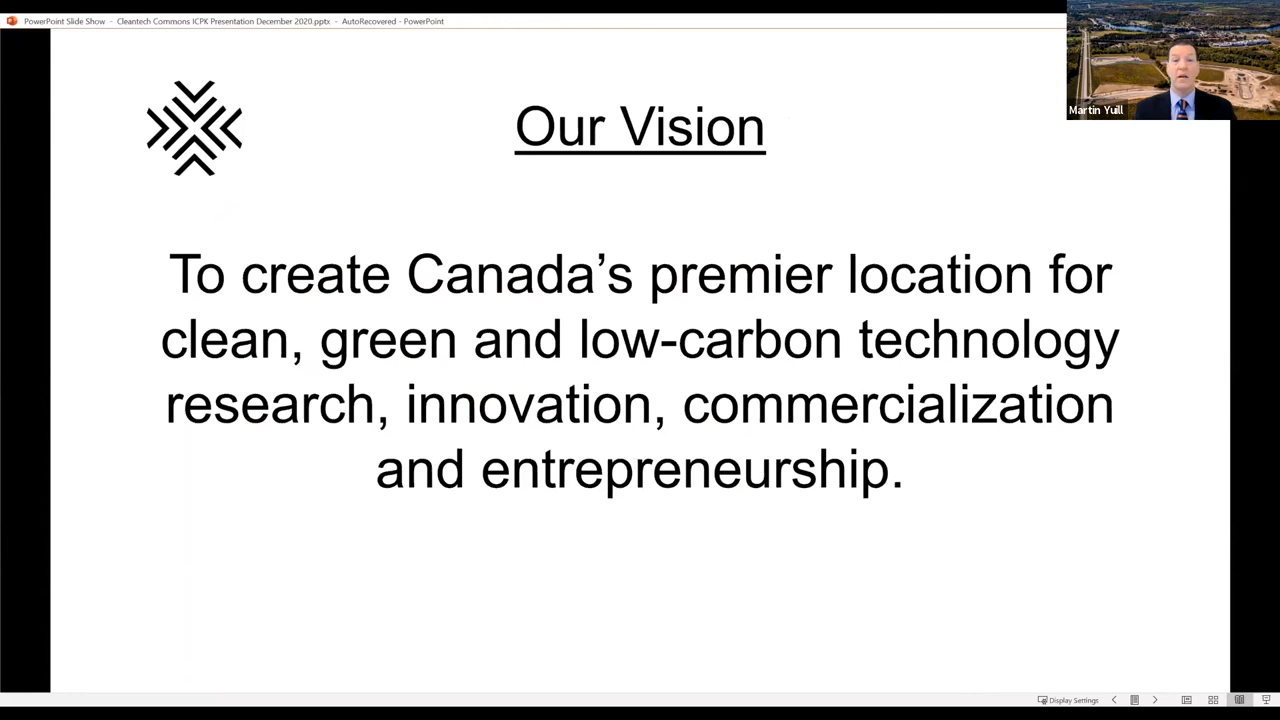 PowerPoint Slide Show - Cleantech Commons ICPK Presentation December 2020.pptx - AutoRecovered - PowerPoint
Martin Yuill
Our Vision
To create Canada’s premier location for
clean, green and low-carbon technology
research, innovation, commercialization
and entrepreneurship.
Display Settings